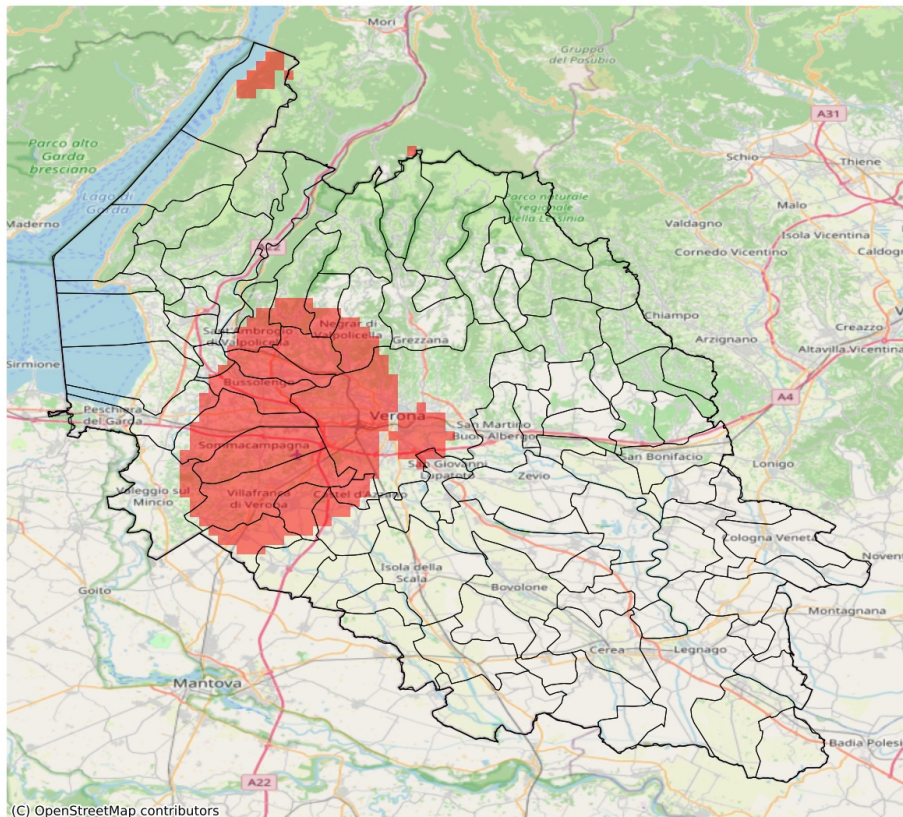 Mori
Gruppo
del Pasubio
A31
Parco alto
Garda
bresciano
Schio
Thiene
Lago di
Garda
Malo
Maderno
Parco naturale
regionale
della Lessinia
Valdagno
Isola Vicentina
A22
Cornedo Vicentino
Caldogno
Chiampo
Sant'Ambrogio
di Valpolicella
Negrar di
Valpolicella
Grezzana
Arzignano
Creazzo
Altavilla Vicentina
Sirmione
Bussolengo
A4
Peschiera
del Garda
Verona
San Martino
Buon Albergo
Sommacampagna
San Bonifacio
Lonigo
San Giovanni
Lupatoto
Zevio
Valeggio sul
Mincio
Villafranca
di Verona
Castel d'Azzano
Cologna Veneta
Noven
Goito
Isola della
Scala
Bovolone
Montagnana
Cerea
Legnago
Mantova
Badia Polesi
A22
(C) OpenStreetMap contributors